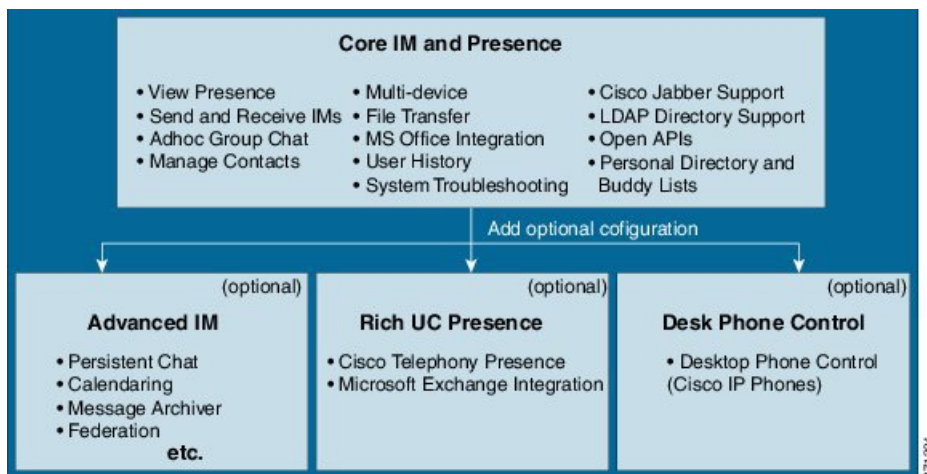 Core IM and Presence
• View Presence
• Send and Receive IMs
• Adhoc Group Chat
• Manage Contacts
• Multi-device
• File Transfer
• MS Office Integration
• User History
• System Troubleshooting
• Cisco Jabber Support
• LDAP Directory Support
• Open APIs
• Personal Directory and
Buddy Lists
Add optional cofiguration
(optional)
Advanced IM
• Persistent Chat
• Calendaring
• Message Archiver
• Federation
etc.
(optional)
Rich UC Presence
• Cisco Telephony Presence
• Microsoft Exchange Integration
(optional)
Desk Phone Control
• Desktop Phone Control
(Cisco IP Phones)